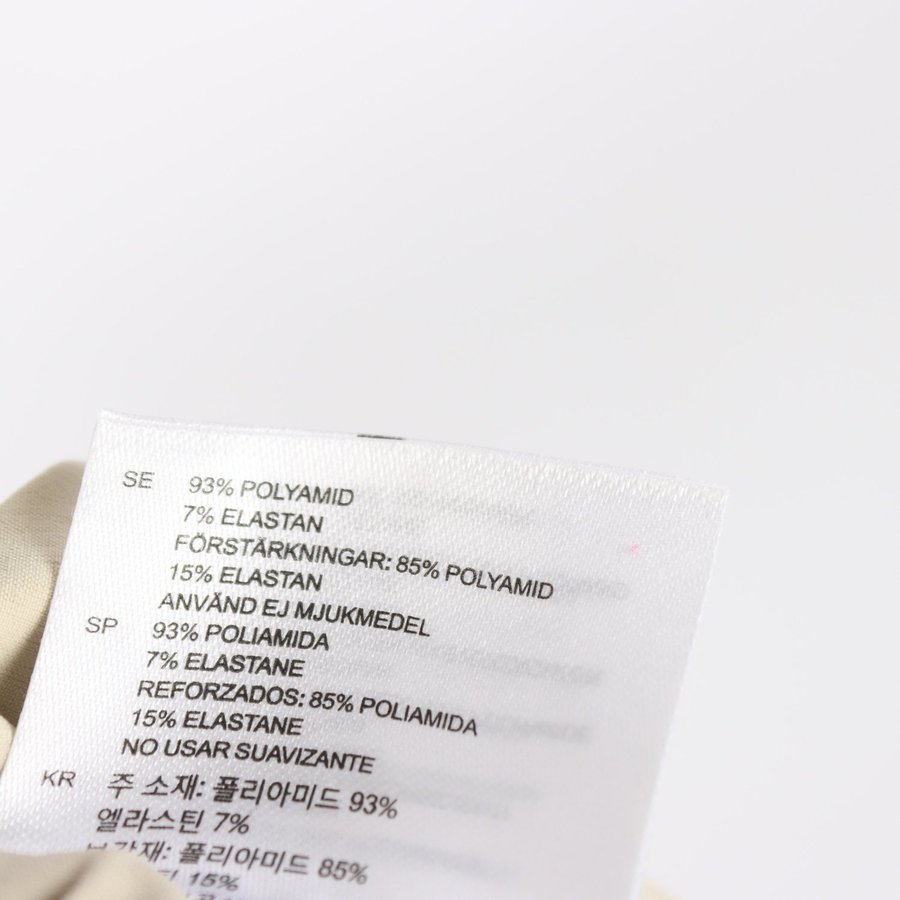 SE 93% POLYAMID
7% ELASTAN
FÖRSTÄRKNINGAR: 85% POLYAMID
15% ELASTAN
ANVÄND EJ MJUKMEDEL
SP 93% POLIAMIDA
7% ELASTANE
REFORZADOS: 85% POLIAMIDA
15% ELASTANE
NO USAR SUAVIZANTE
KR 주 소재: 폴리아미드 93%
엘라스틴 7%
폴리아미드 85%
15%